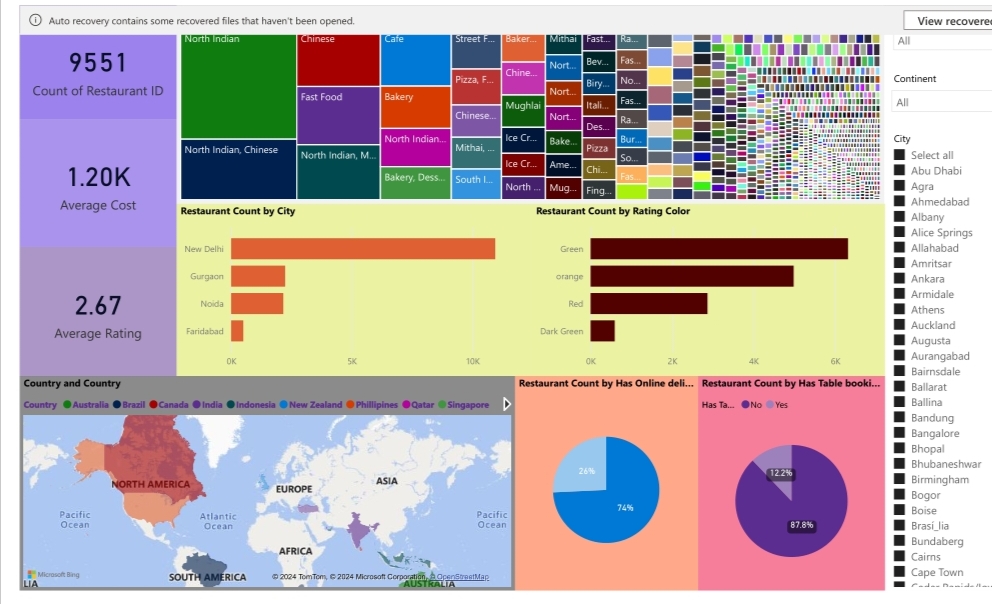 Auto recovery contains some recovered files that haven't been opened.
View recovered
9551
Count of Restaurant ID
1.20K
Average Cost
2.67
Average Rating
North Indian
Chinese
Cafe
Street F...
Baker...
Mithai
Fast...
Ra...
Fast Food
Bakery
Pizza, F...
Chine...
Nort...
Bev...
Fas...
North Indian, Chinese
North Indian, M...
North Indian...
Chinese...
Mughlai
Nort...
Biry...
No...
Bakery, Dess...
Mithai, ...
Ice Cr...
Nort...
Itali...
Fas...
South I...
Ice Cr...
Bake...
Des...
Ra...
North ...
Ame...
Pizza
Bur...
Mug...
Chi...
So...
Fing...
Fas...
Restaurant Count by City
New Delhi
Gurgaon
Noida
Faridabad
0K
5K
10K
Restaurant Count by Rating Color
Green
orange
Red
Dark Green
0K
2K
4K
6K
Country and Country
Country
Australia
Brazil
Canada
India
Indonesia
New Zealand
Phillipines
Qatar
Singapore
NORTH AMERICA
EUROPE
ASIA
Pacific
Ocean
Atlantic
Ocean
Pacific
Ocean
AFRICA
SOUTH AMERICA
AUSTRALIA
LIA
Microsoft Bing
© 2024 TomTom, © 2024 Microsoft Corporation, © OpenStreetMap
Restaurant Count by Has Online deli...
26%
74%
Restaurant Count by Has Table booki...
Has Ta...
No
Yes
12.2%
87.8%
All
Continent
All
City
Select all
Abu Dhabi
Agra
Ahmedabad
Albany
Alice Springs
Allahabad
Amritsar
Ankara
Armidale
Athens
Auckland
Augusta
Aurangabad
Bairnsdale
Ballarat
Ballina
Bandung
Bangalore
Bhopal
Bhubaneshwar
Birmingham
Bogor
Boise
Brasi_lia
Bundaberg
Cairns
Cape Town